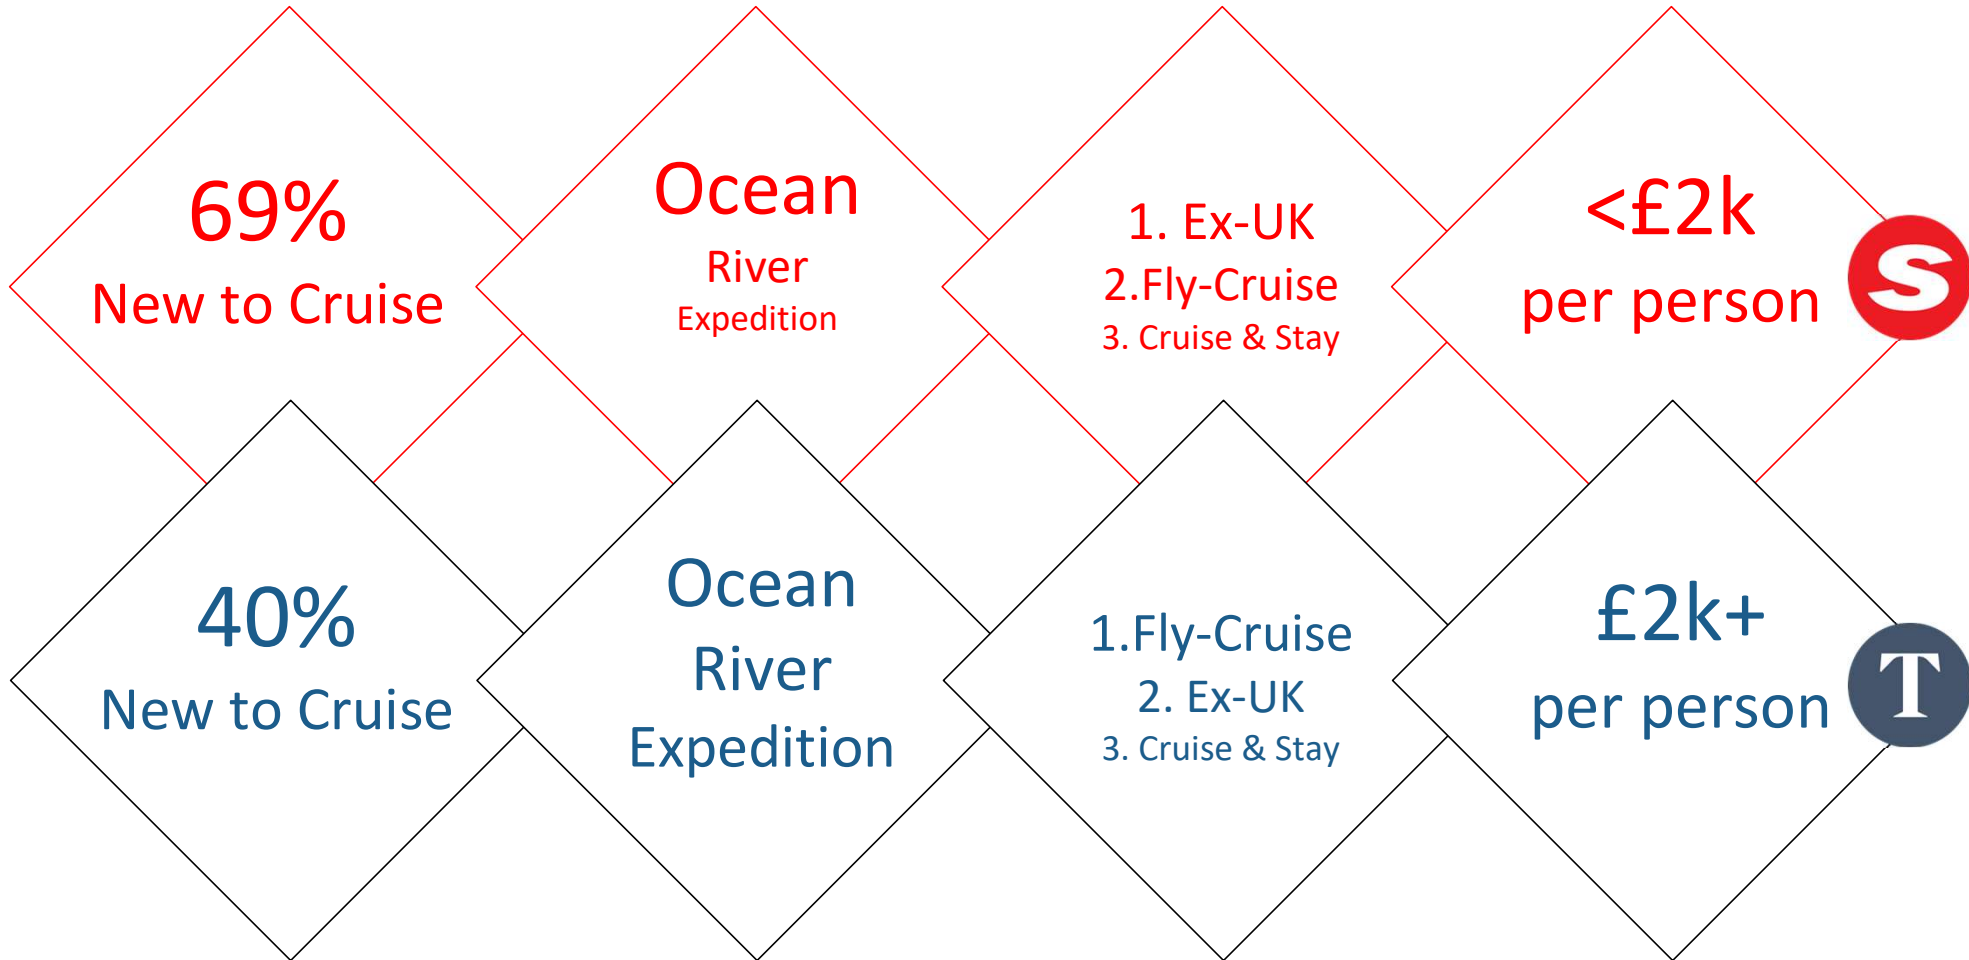 69%
New to Cruise
Ocean
River
Expedition
1. Ex-UK
2.Fly-Cruise
3. Cruise & Stay
<£2k
per person
S
40%
New to Cruise
Ocean
River
Expedition
1.Fly-Cruise
2. Ex-UK
3. Cruise & Stay
£2k+
per person
T